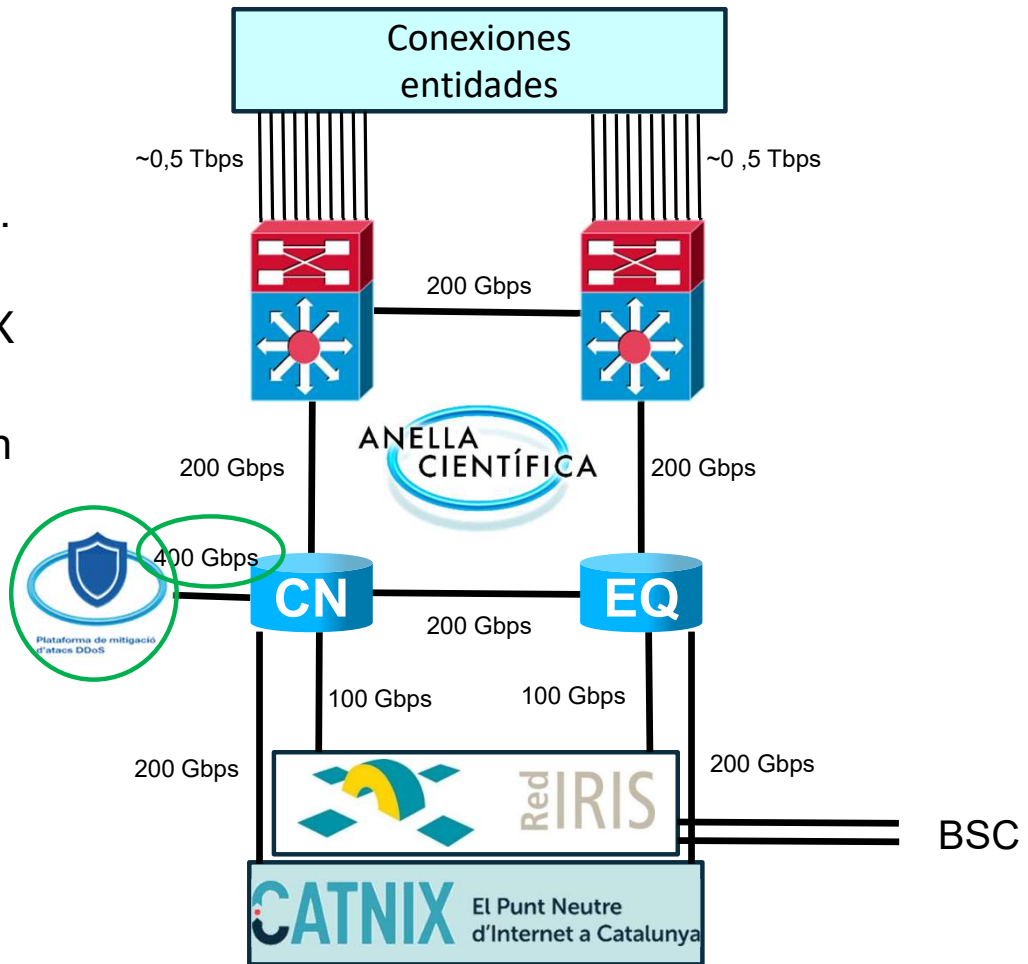 Conexiones
entidades
~0,5 Tbps
~0 ,5 Tbps
.
200 Gbps
X
n
ANELLA
CIENTÍFICA
200 Gbps
200 Gbps
400 Gbps
CN
EQ
200 Gbps
Plataforma de mitigació
d'atacs DDoS
100 Gbps
100 Gbps
200 Gbps
200 Gbps
RedIRIS
BSC
CATNIX
El Punt Neutre
d'Internet a Catalunya